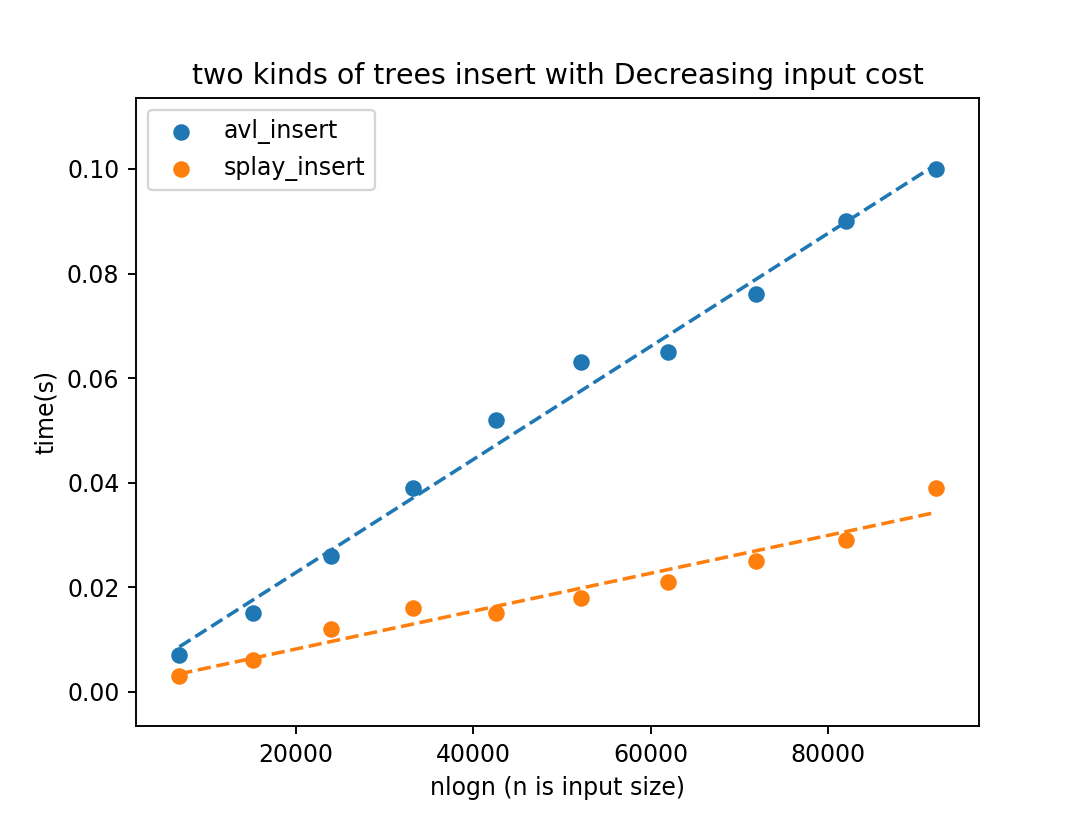 two kinds of trees insert with Decreasing input cost
avl_insert
splay_insert
0.10
0.08
0.06
0.04
0.02
0.00
time(s)
20000 40000 60000 80000
nlogn (n is input size)